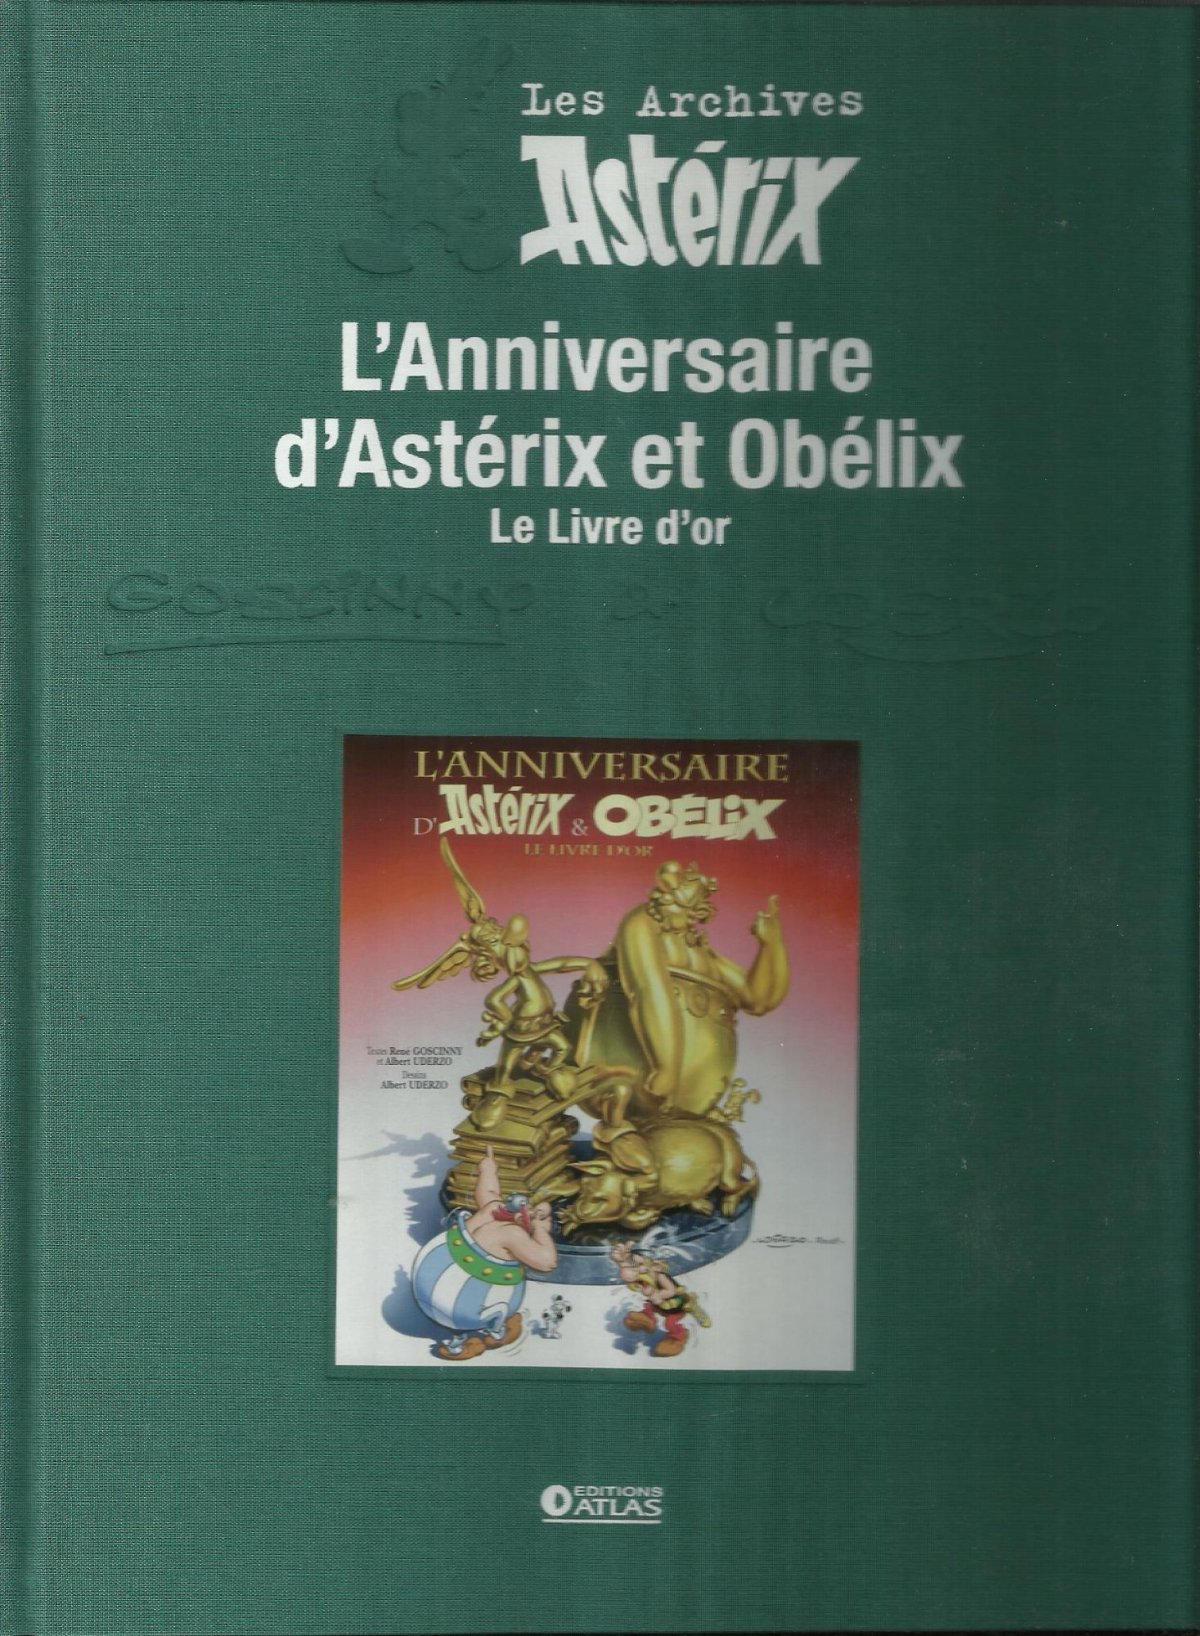 Les Archives
Astérix
L'Anniversaire
d'Astérix et Obélix
Le Livre d'or
GOSCINNY & UDERZO
L'ANNIVERSAIRE
D'Astérix & OBÉLIX
LE LIVRE D'OR
Textes René GOSCINNY
et Albert UDERZO
Dessins
Albert UDERZO
EDITIONS
ATLAS